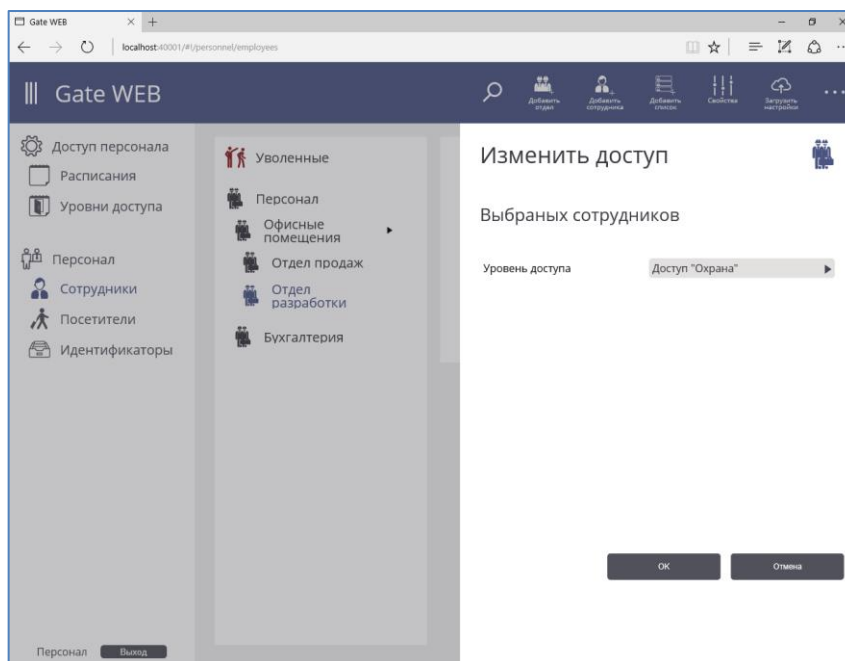 Gate WEB
localhost:40001/#!/personnel/employees
Gate WEB
Добавить отдел
Добавить сотрудника
Добавить список
Свойства
Загрузить настройки
Доступ персонала
Расписания
Уровни доступа
Персонал
Сотрудники
Посетители
Идентификаторы
Персонал
Выход
Уволенные
Персонал
Офисные
помещения
Отдел продаж
Отдел
разработки
Бухгалтерия
Изменить доступ
Выбраных сотрудников
Уровень доступа
Доступ "Охрана"
ОК
Отмена